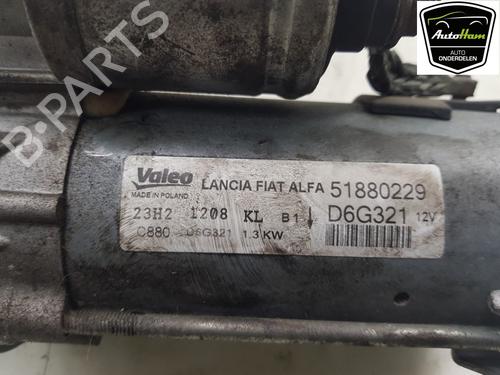 AutoHam
AUTO
ONDERDELEN
B-PARTS
Valeo
MADE IN POLAND
LANCIA FIAT ALFA 51880229
23H2 1208 KL B1 D6G321 12V
0880 D6G321 1.3 KW